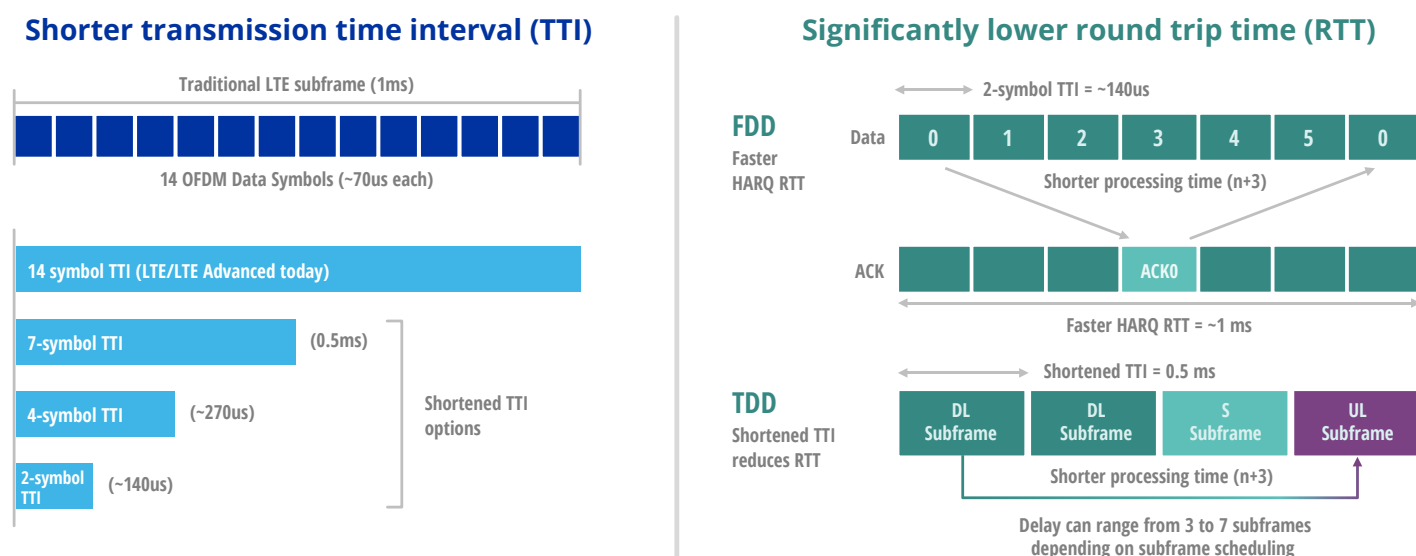 Shorter transmission time interval (TTI)
Traditional LTE subframe (1ms)
14 OFDM Data Symbols (~70us each)
14 symbol TTI (LTE/LTE Advanced today)
7-symbol TTI
(0.5ms)
4-symbol TTI
(~270us)
2-symbol
TTI
(~140us)
Shortened TTI
options
Significantly lower round trip time (RTT)
2-symbol TTI = ~140us
FDD
Faster
HARQ RTT
Data
0
1
2
3
4
5
0
Shorter processing time (n+3)
ACK
ACK0
Faster HARQ RTT = ~1 ms
Shortened TTI = 0.5 ms
TDD
Shortened TTI
reduces RTT
DL
Subframe
DL
Subframe
S
Subframe
UL
Subframe
Shorter processing time (n+3)
Delay can range from 3 to 7 subframes
depending on subframe scheduling